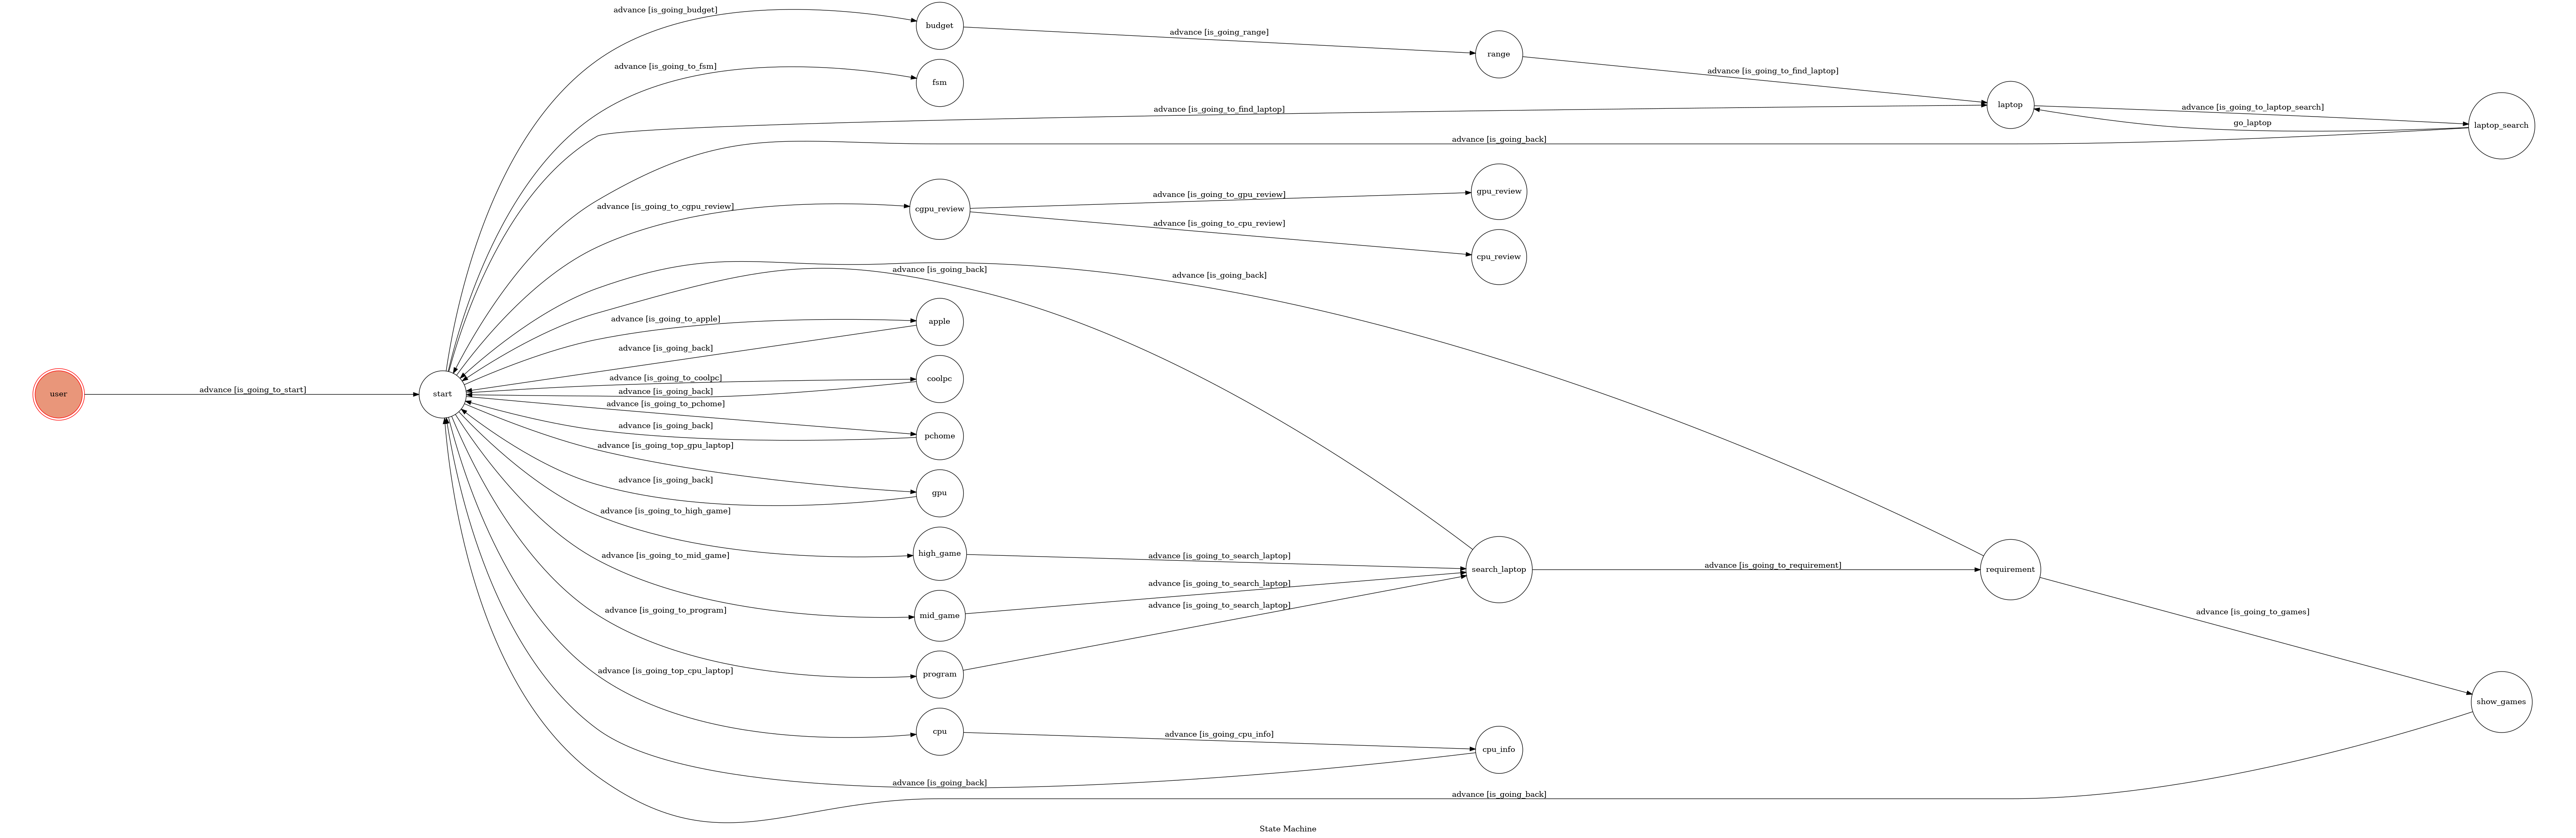 advance [is_going_budget]
budget
advance [is_going_range]
range
advance [is_going_to_fsm]
fsm
advance [is_going_to_find_laptop]
advance [is_going_to_find_laptop]
laptop
advance [is_going_to_laptop_search]
go_laptop
laptop_search
advance [is_going_back]
advance [is_going_to_cgpu_review]
cgpu_review
advance [is_going_to_gpu_review]
gpu_review
advance [is_going_to_cpu_review]
cpu_review
advance [is_going_back]
advance [is_going_back]
advance [is_going_to_apple]
apple
advance [is_going_back]
advance [is_going_to_coolpc]
coolpc
advance [is_going_back]
user
advance [is_going_to_start]
start
advance [is_going_to_pchome]
pchome
advance [is_going_back]
advance [is_going_top_gpu_laptop]
gpu
advance [is_going_back]
advance [is_going_to_high_game]
high_game
advance [is_going_to_search_laptop]
advance [is_going_to_mid_game]
mid_game
advance [is_going_to_search_laptop]
search_laptop
advance [is_going_to_requirement]
requirement
advance [is_going_to_program]
program
advance [is_going_to_search_laptop]
advance [is_going_to_games]
show_games
advance [is_going_top_cpu_laptop]
cpu
advance [is_going_cpu_info]
cpu_info
advance [is_going_back]
advance [is_going_back]
State Machine